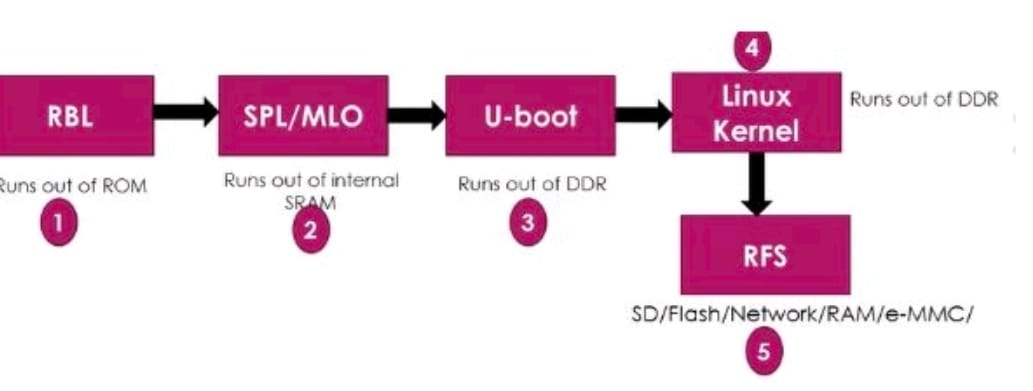 4
RBL
SPL/MLO
U-boot
Linux
Kernel
Runs out of DDR
Runs out of ROM
Runs out of internal
SRAM
Runs out of DDR
1
2
3
RFS
SD/Flash/Network/RAM/e-MMC/
5